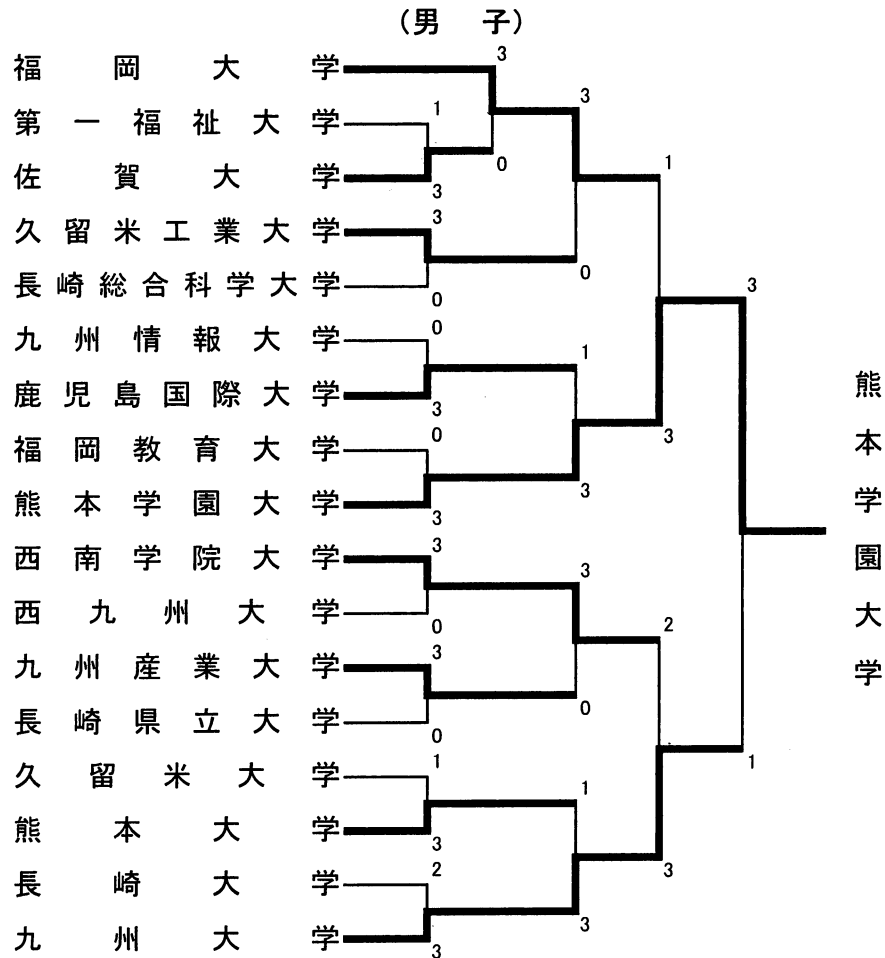 (男 子)
福岡大学
第一福祉大学
佐賀大学
久留米工業大学
長崎総合科学大学
九州情報大学
鹿児島国際大学
福岡教育大学
熊本学園大学
西南学院大学
西九州大学
九州産業大学
長崎県立大学
久留米大学
熊本大学
長崎大学
九州大学
3
1
0
3
3
0
0
3
0
3
3
0
3
0
1
3
2
3
3
0
1
3
3
0
1
3
1
3
2
3
3
1
熊本学園大学